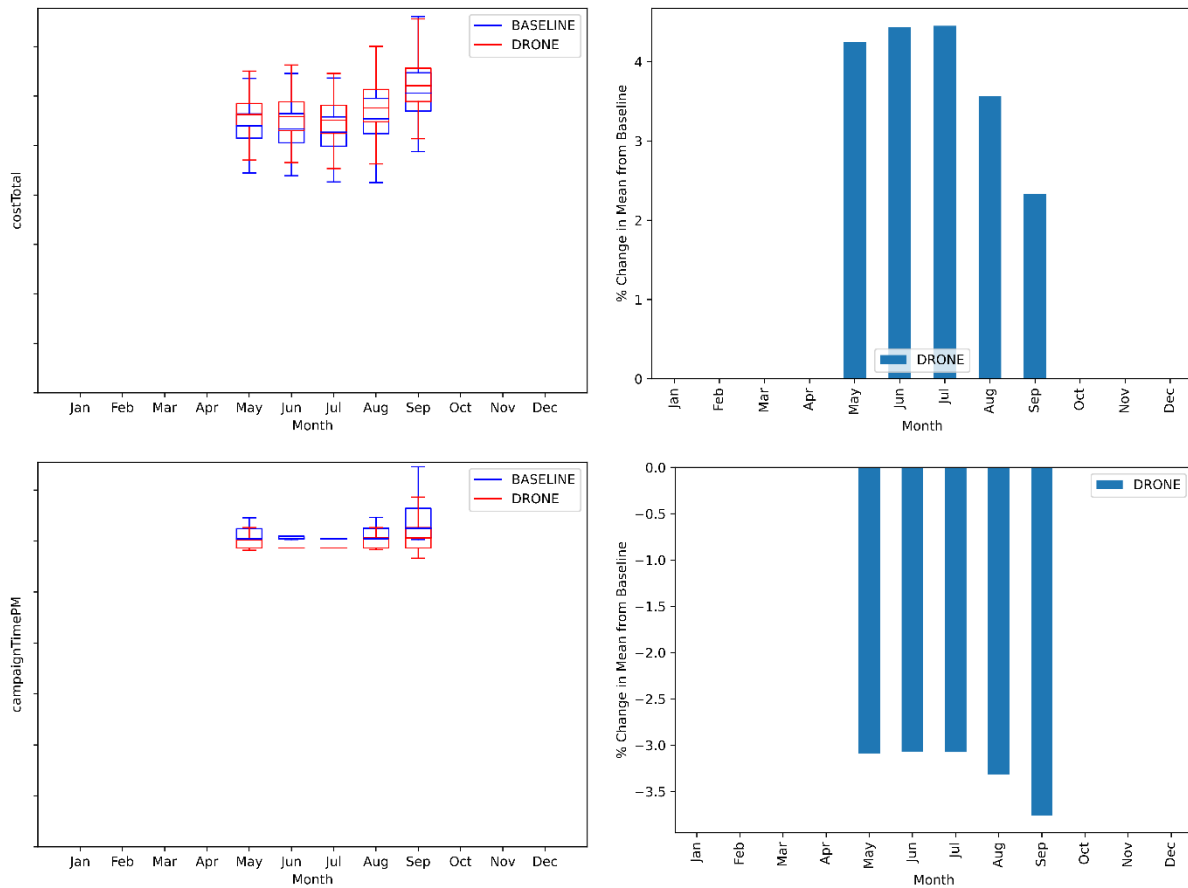 costTotal
BASELINE
DRONE
Jan Feb Mar Apr May Jun Jul Aug Sep Oct Nov Dec
Month
% Change in Mean from Baseline
4
3
2
1
0
DRONE
Jan Feb Mar Apr May Jun Jul Aug Sep Oct Nov Dec
Month
campaignTimePM
BASELINE
DRONE
Jan Feb Mar Apr May Jun Jul Aug Sep Oct Nov Dec
Month
% Change in Mean from Baseline
0.0
−0.5
−1.0
−1.5
−2.0
−2.5
−3.0
−3.5
DRONE
Jan Feb Mar Apr May Jun Jul Aug Sep Oct Nov Dec
Month